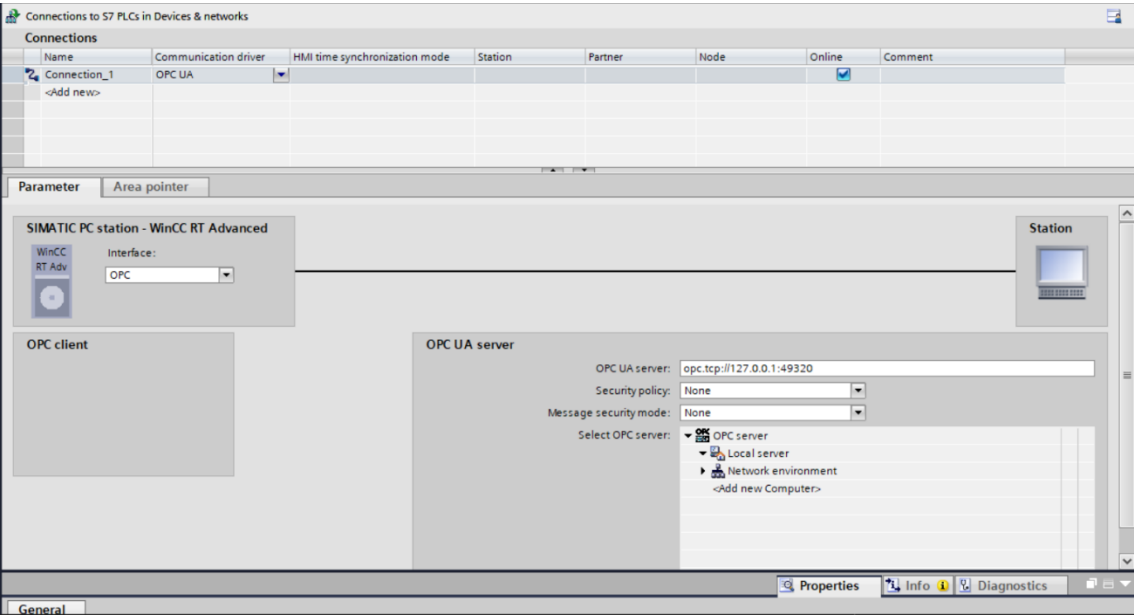 Connections to S7 PLCs in Devices & networks
Connections
Name Communication driver HMI time synchronization mode Station Partner Node Online Comment
Connection_1 OPC UA
<Add new>
Parameter Area pointer
SIMATIC PC station - WinCC RT Advanced Station
WinCC RT Adv
Interface:
OPC
OPC client OPC UA server
OPC UA server: opc.tcp://127.0.0.1:49320
Security policy: None
Message security mode: None
Select OPC server: OPC server
Local server
Network environment
<Add new Computer>
Properties Info Diagnostics
General